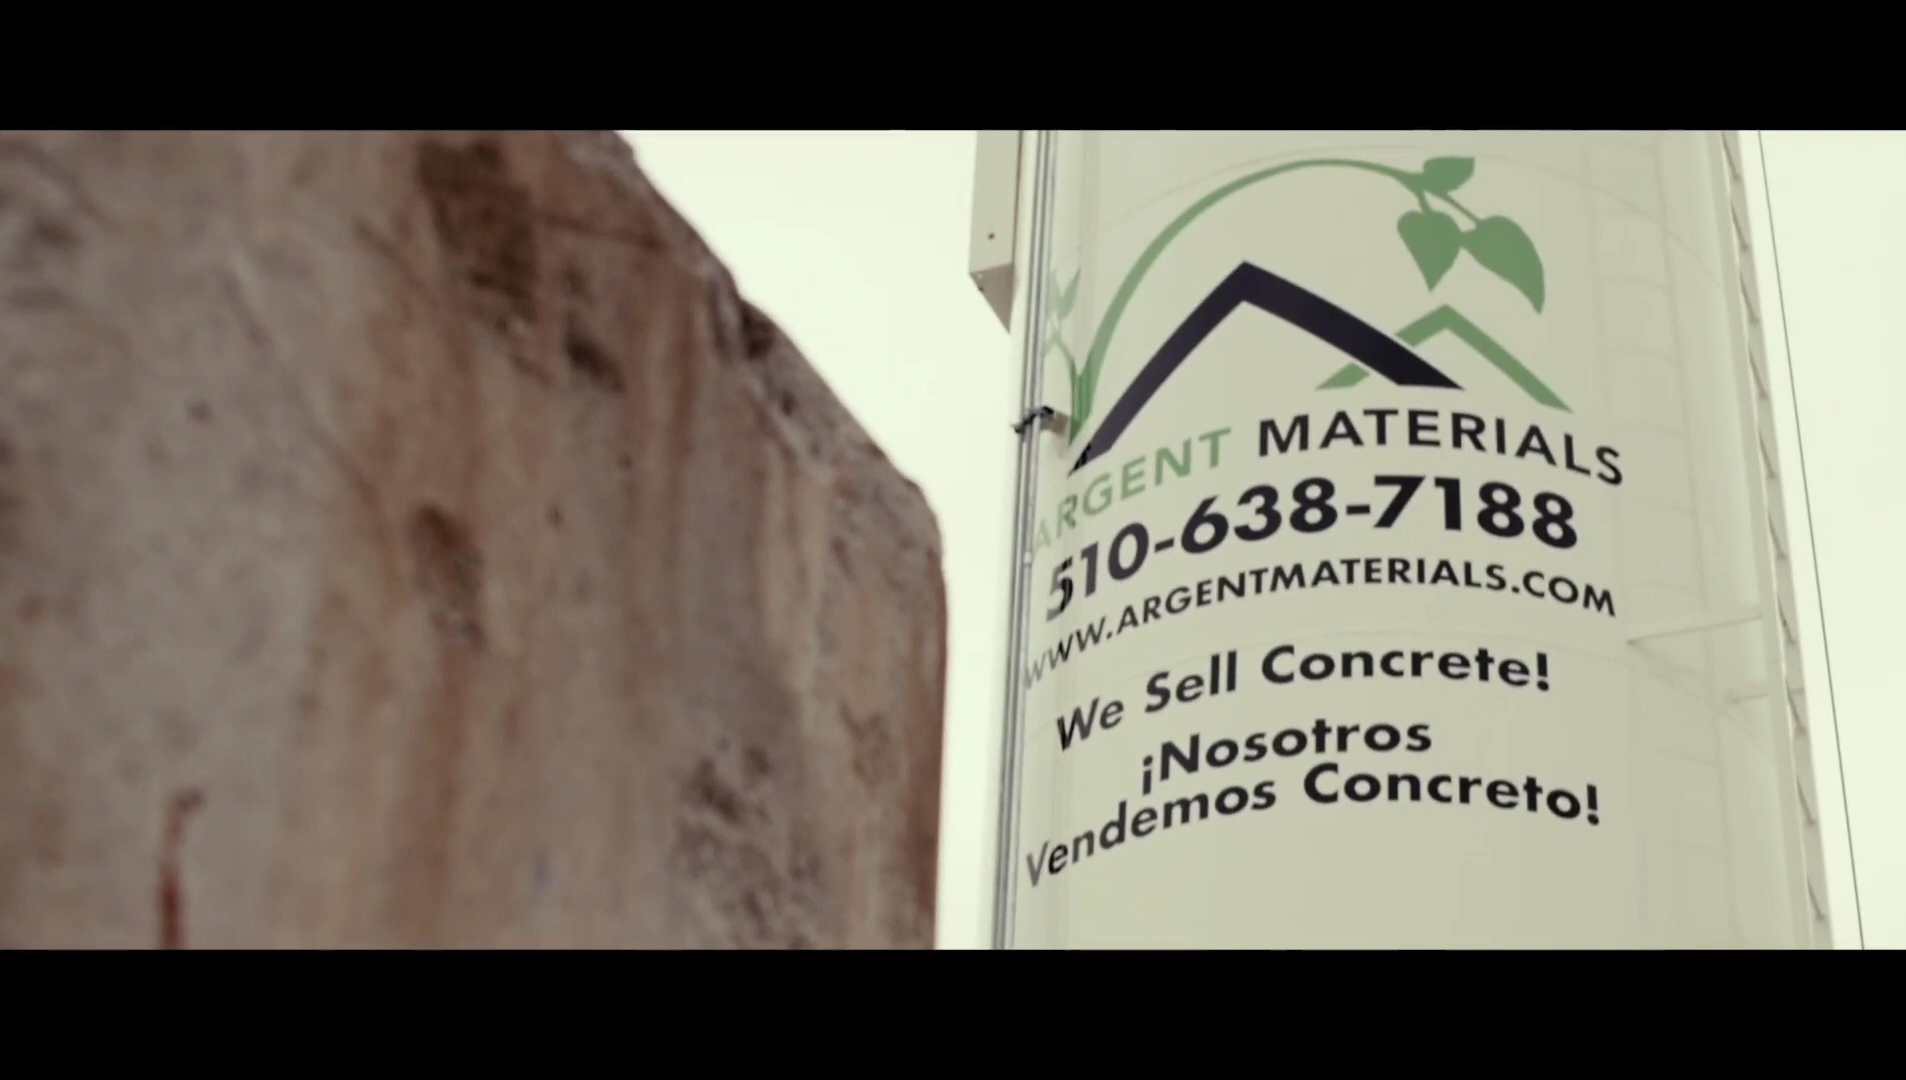 ARGENT MATERIALS
510-638-7188
WWW.ARGENTMATERIALS.COM
We Sell Concrete!
¡Nosotros
Vendemos Concreto!